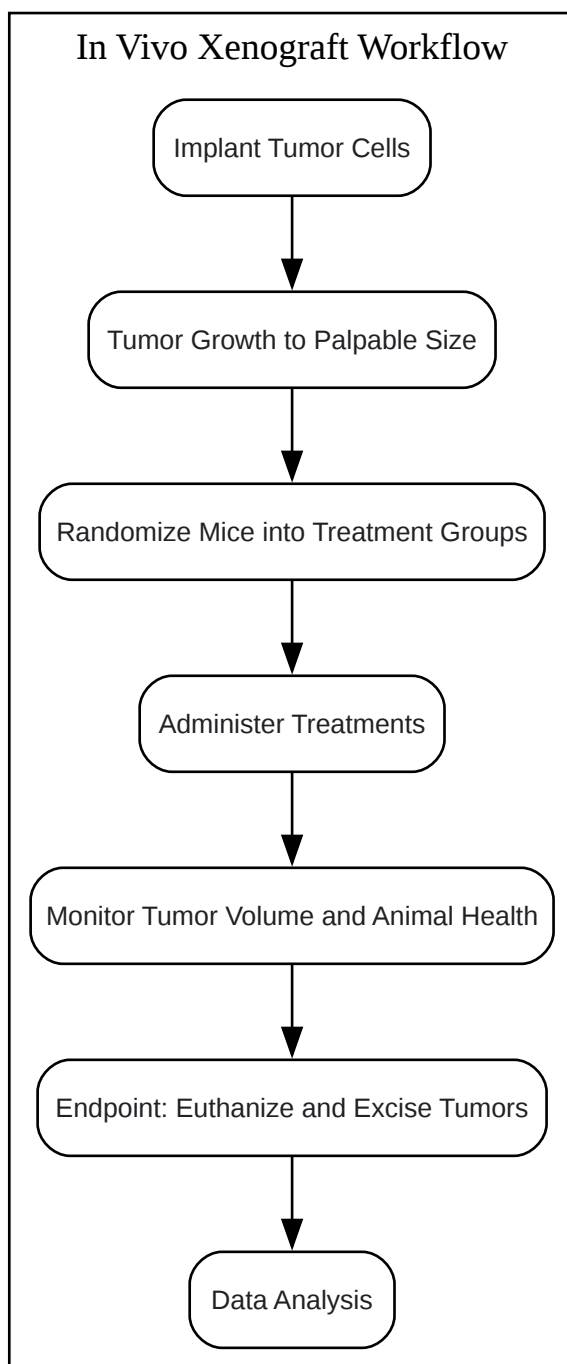 In Vivo Xenograft Workflow
Implant Tumor Cells
Tumor Growth to Palpable Size
Randomize Mice into Treatment Groups
Administer Treatments
Monitor Tumor Volume and Animal Health
Endpoint: Euthanize and Excise Tumors
Data Analysis